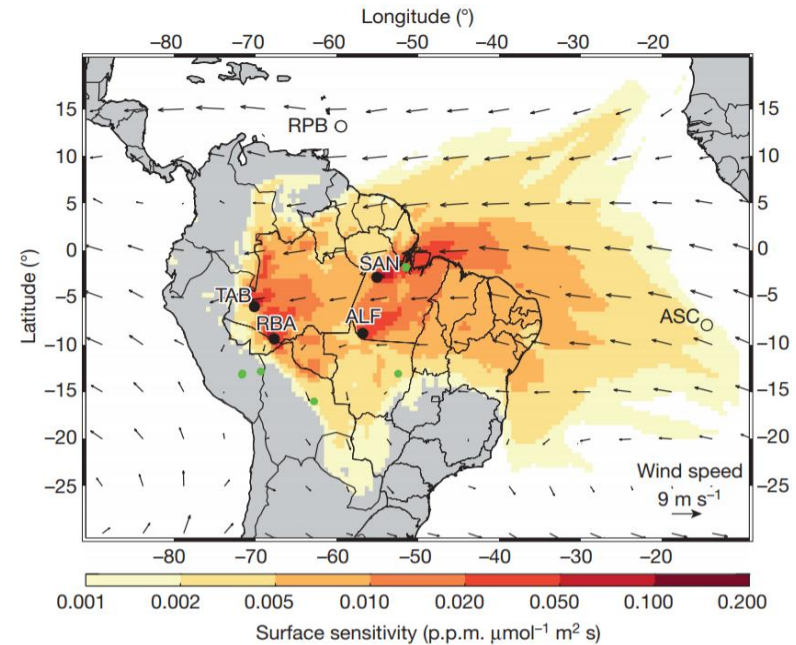 Longitude (°)
−80 −70 −60 −50 −40 −30 −20
15 15
RPB
10 10
5 5
0 0
SAN
−5 TAB −5
ASC
RBA ALF
−10 −10
−15 −15
−20 −20
Wind speed
−25 −25
9 m s⁻¹
Latitude (°)
−80 −70 −60 −50 −40 −30 −20
0.001 0.002 0.005 0.010 0.020 0.050 0.100 0.200
Surface sensitivity (p.p.m. μmol⁻¹ m² s)